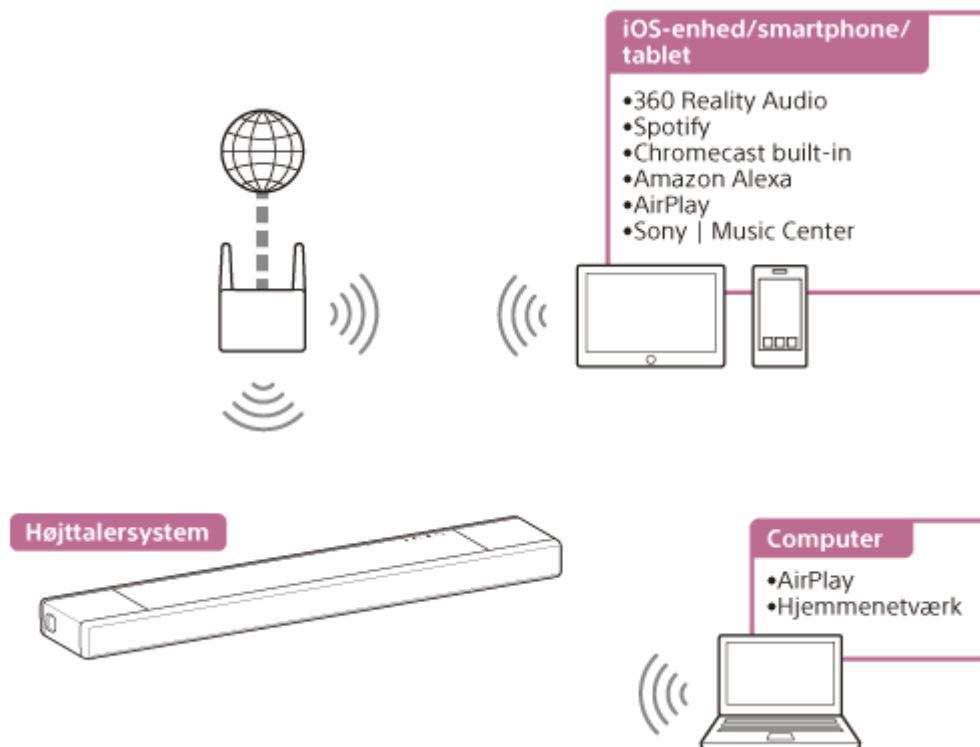 iOS-enhed/smartphone/
tablet
•360 Reality Audio
•Spotify
•Chromecast built-in
•Amazon Alexa
•AirPlay
•Sony | Music Center
Højttalersystem
Computer
•AirPlay
•Hjemmenetværk